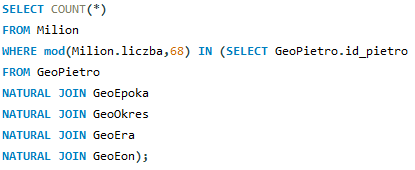 SELECT COUNT(*)
FROM Milion
WHERE mod(Milion.liczba,68) IN (SELECT GeoPietro.id_pietro
FROM GeoPietro
NATURAL JOIN GeoEpoka
NATURAL JOIN GeoOkres
NATURAL JOIN GeoEra
NATURAL JOIN GeoEon);